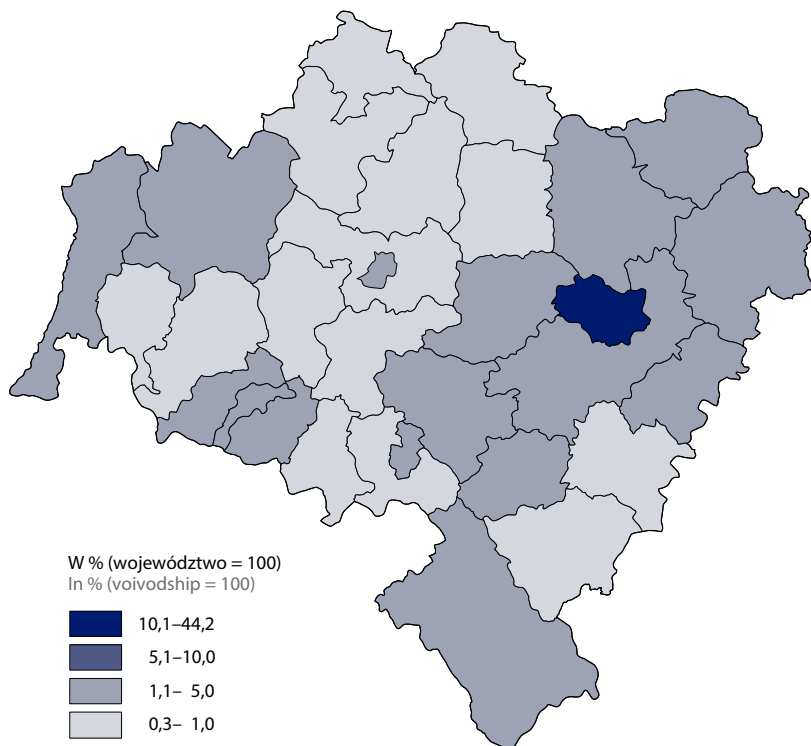 W % (województwo = 100)
In % (voivodship = 100)
10,1–44,2
5,1–10,0
1,1– 5,0
0,3– 1,0